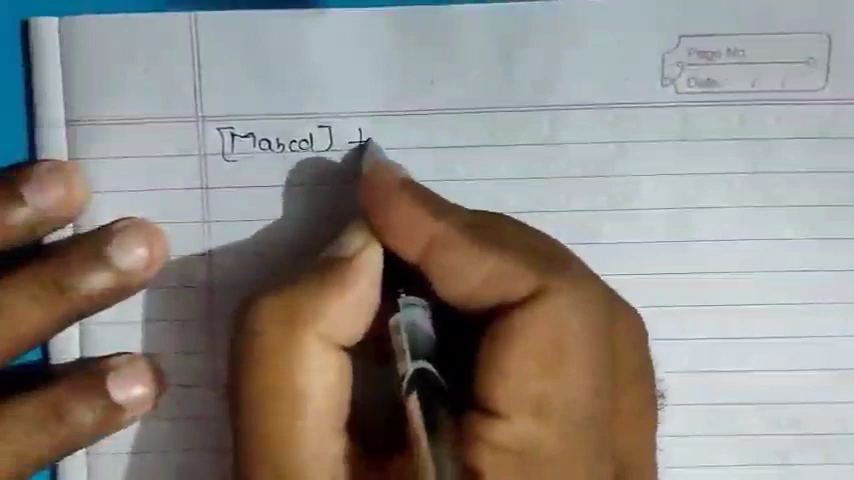 Page No.
Date / /
[Mabcd] +